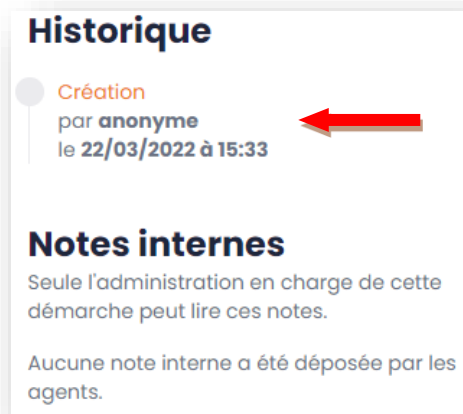 Historique
Création
par anonyme
le 22/03/2022 à 15:33
Notes internes
Seule l'administration en charge de cette
démarche peut lire ces notes.
Aucune note interne a été déposée par les
agents.